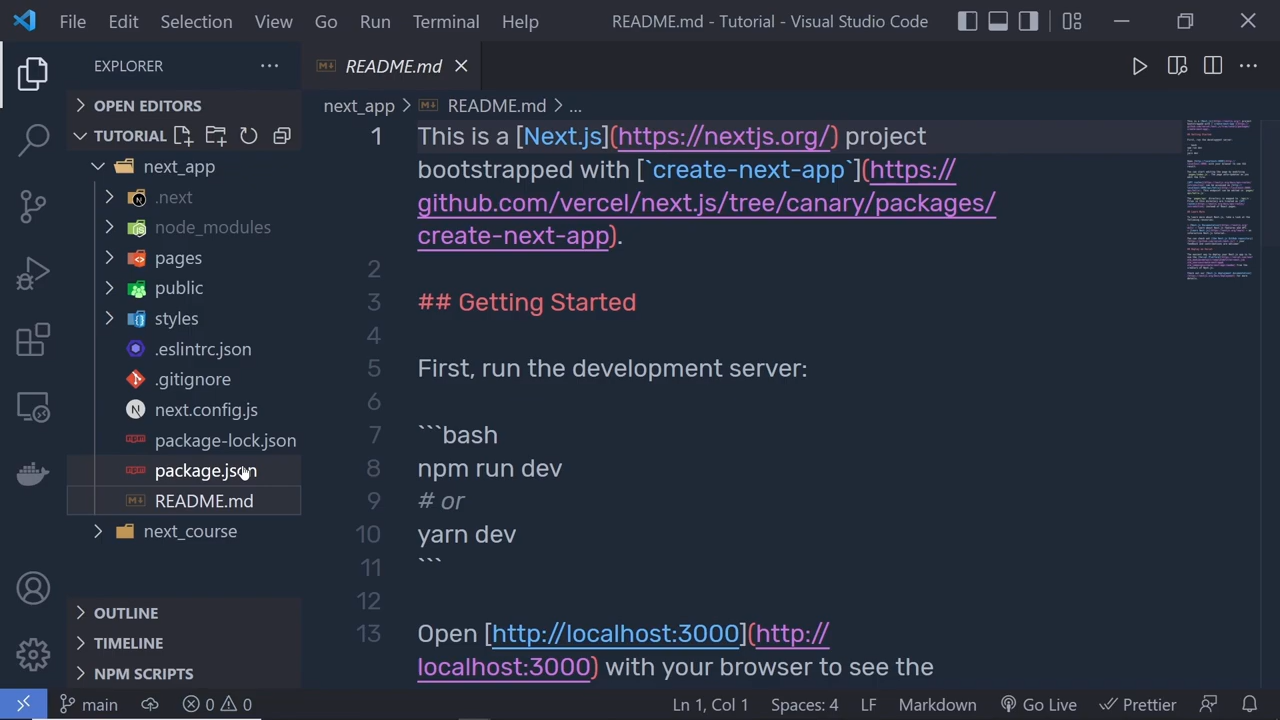 File Edit Selection View Go Run Terminal Help README.md - Tutorial - Visual Studio Code
EXPLORER
README.md
OPEN EDITORS
next_app > README.md > ...
TUTORIAL
next_app
.next
node_modules
pages
public
styles
.eslintrc.json
.gitignore
next.config.js
package-lock.json
package.json
README.md
next_course
OUTLINE
TIMELINE
NPM SCRIPTS
1 This is a [Next.js](https://nextjs.org/) project
bootstrapped with [`create-next-app`](https://
github.com/vercel/next.js/tree/canary/packages/
create-next-app).
2
3 ## Getting Started
4
5 First, run the development server:
6
7 ```bash
8 npm run dev
9 # or
10 yarn dev
11 ```
12
13 Open [http://localhost:3000](http://
localhost:3000) with your browser to see the
main 0 0 Ln 1, Col 1 Spaces: 4 LF Markdown Go Live Prettier